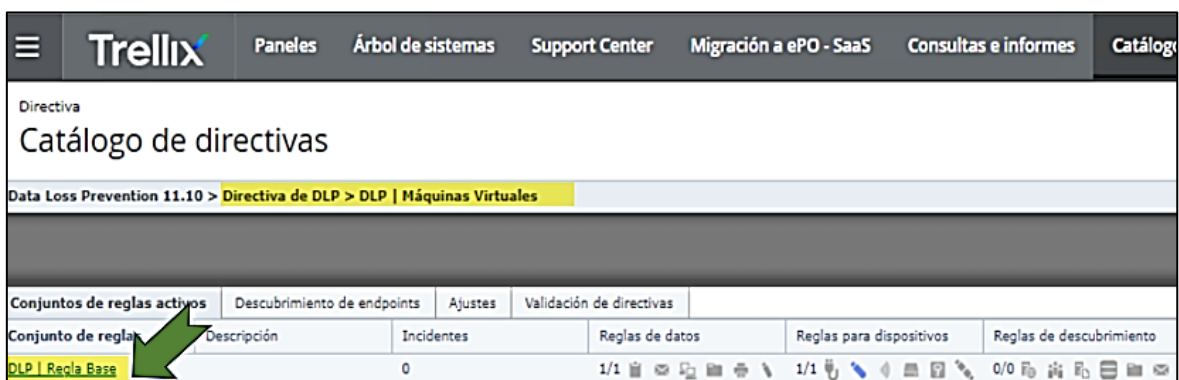 Trellix Paneles Árbol de sistemas Support Center Migración a ePO - SaaS Consultas e informes
Directiva
Catálogo de directivas
Data Loss Prevention 11.10 > Directiva de DLP > DLP | Máquinas Virtuales
Conjuntos de reglas activos Descubrimiento de endpoints Ajustes Validación de directivas
Conjunto de Descripción Incidentes Reglas de datos Reglas para dispositivos Reglas de descubrimiento
DLP | Regla Base 0 1/1 1/1 0/0